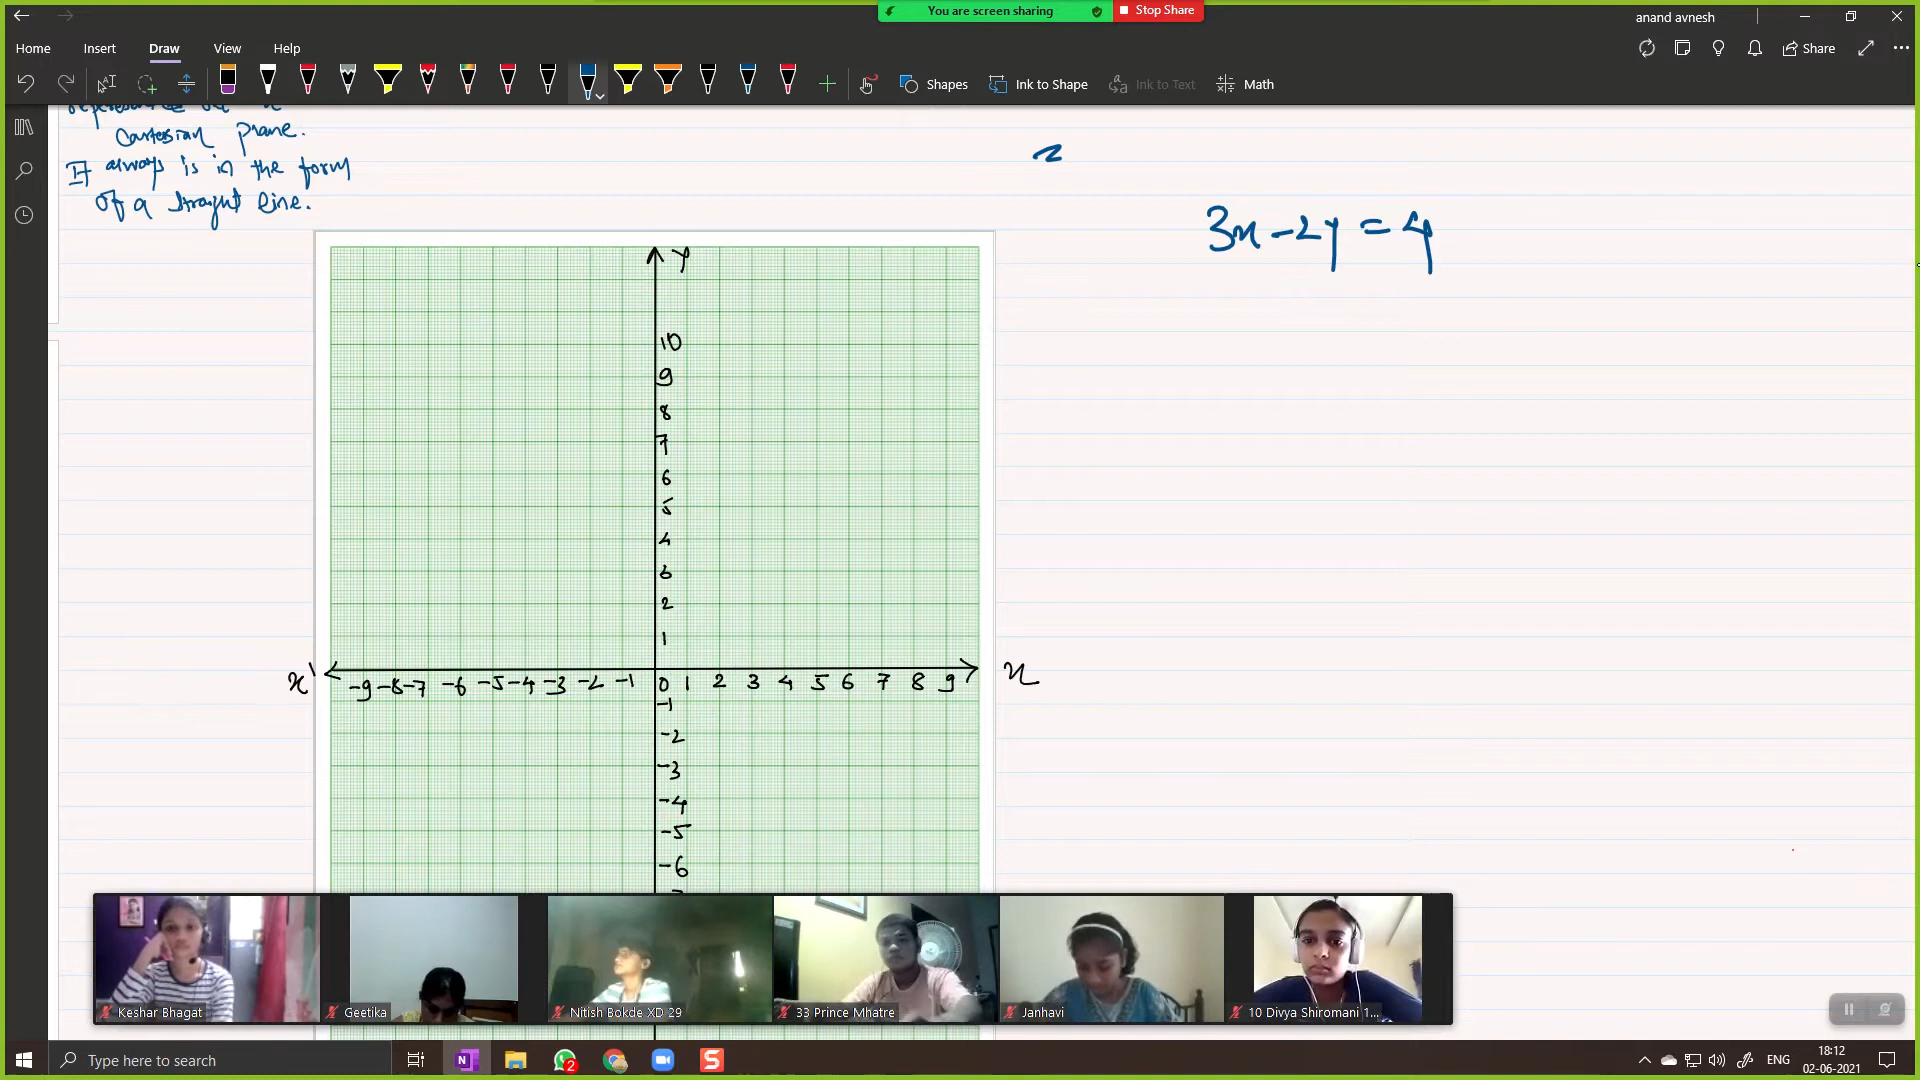 You are screen sharing
Stop Share
anand avnesh
Home Insert Draw View Help
Share
Shapes
Ink to Shape
Ink to Text
Math
Cartesian plane.
It always is in the form
of a straight line.
3x - 2y = 4
y
10
9
8
7
6
5
4
3
2
1
x' -9 -8 -7 -6 -5 -4 -3 -2 -1 0 1 2 3 4 5 6 7 8 9 x
-1
-2
-3
-4
-5
-6
Keshar Bhagat
Geetika
Nitish Bokde XD 29
33 Prince Mhatre
Janhavi
10 Divya Shiromani 1...
Type here to search
2
ENG
18:12
02-06-2021